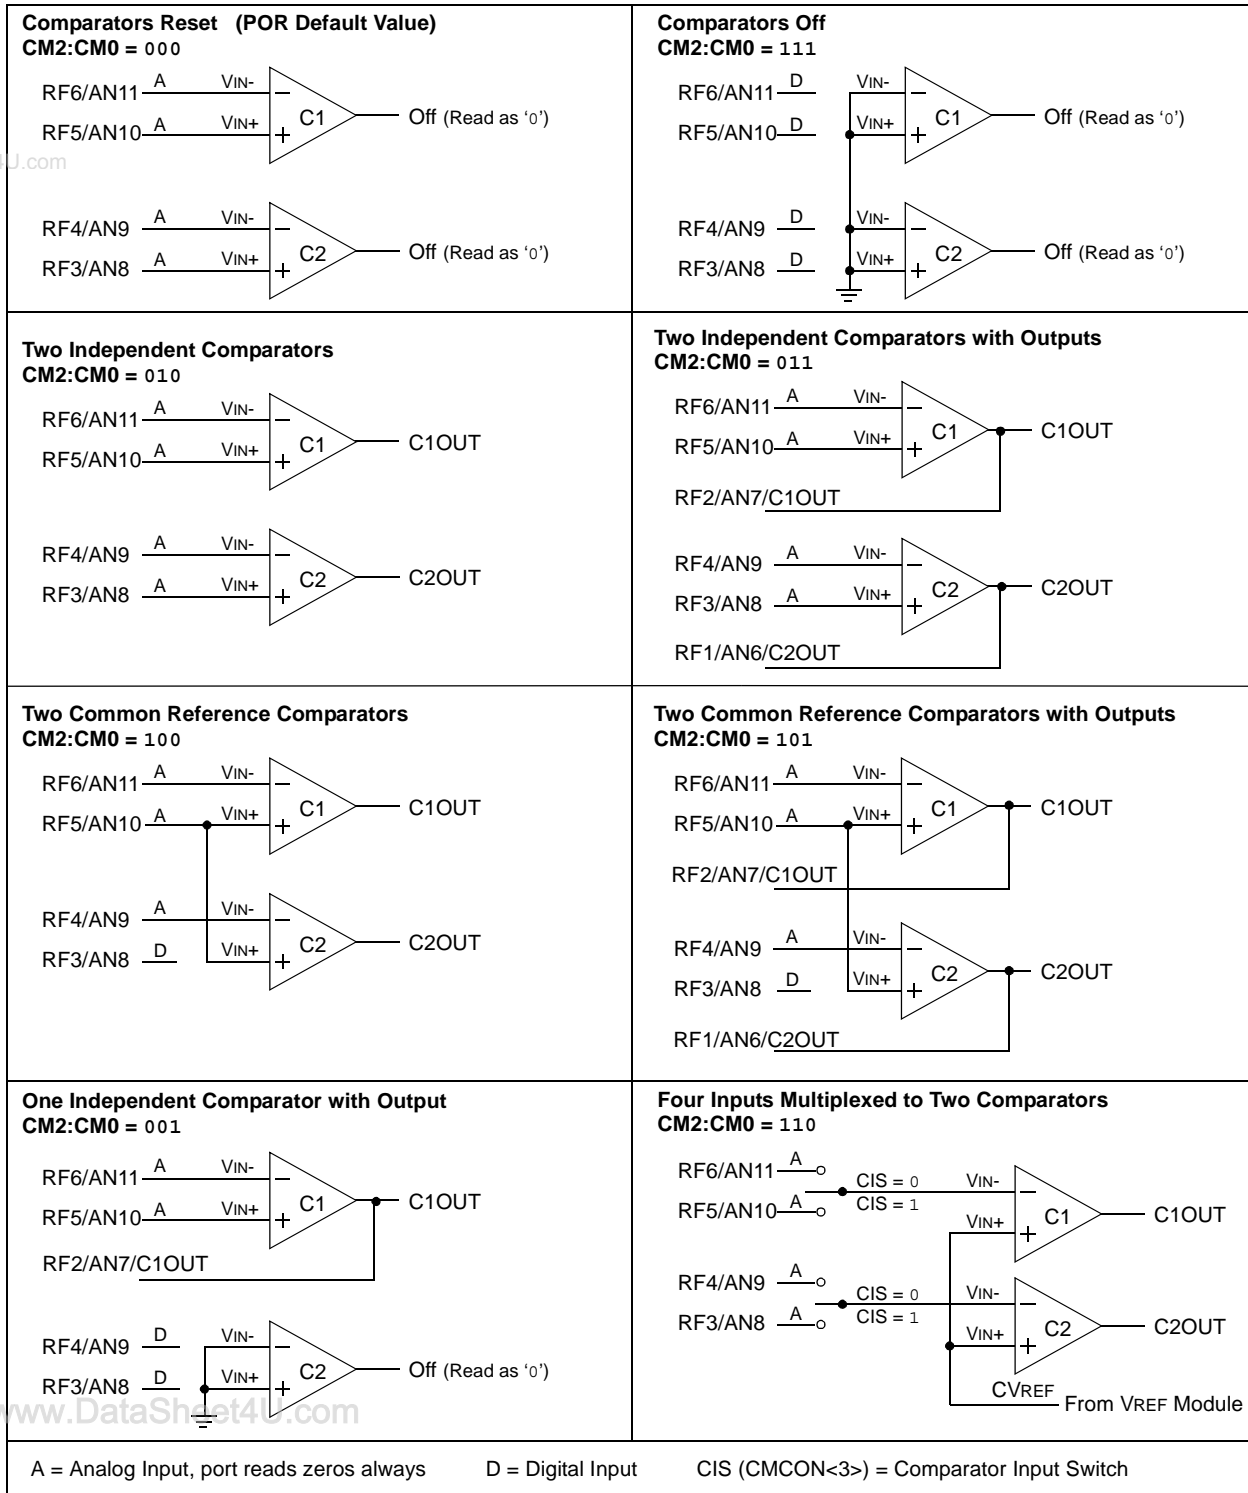 Comparators Reset (POR Default Value)
CM2:CM0 = 000
RF6/AN11 A VIN-
RF5/AN10 A VIN+
C1
Off (Read as ‘0’)
RF4/AN9 A VIN-
RF3/AN8 A VIN+
C2
Off (Read as ‘0’)
Comparators Off
CM2:CM0 = 111
RF6/AN11 D VIN-
RF5/AN10 D VIN+
C1
Off (Read as ‘0’)
RF4/AN9 D VIN-
RF3/AN8 D VIN+
C2
Off (Read as ‘0’)
4U.com
Two Independent Comparators
CM2:CM0 = 010
RF6/AN11 A VIN-
RF5/AN10 A VIN+
C1
C1OUT
RF4/AN9 A VIN-
RF3/AN8 A VIN+
C2
C2OUT
Two Independent Comparators with Outputs
CM2:CM0 = 011
RF6/AN11 A VIN-
RF5/AN10 A VIN+
C1
C1OUT
RF2/AN7/C1OUT
RF4/AN9 A VIN-
RF3/AN8 A VIN+
C2
C2OUT
RF1/AN6/C2OUT
Two Common Reference Comparators
CM2:CM0 = 100
RF6/AN11 A VIN-
RF5/AN10 A VIN+
C1
C1OUT
RF4/AN9 A VIN-
RF3/AN8 D VIN+
C2
C2OUT
Two Common Reference Comparators with Outputs
CM2:CM0 = 101
RF6/AN11 A VIN-
RF5/AN10 A VIN+
C1
C1OUT
RF2/AN7/C1OUT
RF4/AN9 A VIN-
RF3/AN8 D VIN+
C2
C2OUT
RF1/AN6/C2OUT
One Independent Comparator with Output
CM2:CM0 = 001
RF6/AN11 A VIN-
RF5/AN10 A VIN+
C1
C1OUT
RF2/AN7/C1OUT
RF4/AN9 D VIN-
RF3/AN8 D VIN+
C2
Off (Read as ‘0’)
www.DataSheet4U.com
Four Inputs Multiplexed to Two Comparators
CM2:CM0 = 110
RF6/AN11 A
CIS = 0 VIN-
RF5/AN10 A CIS = 1
VIN+
C1
C1OUT
RF4/AN9 A
CIS = 0 VIN-
RF3/AN8 A CIS = 1
VIN+
C2
C2OUT
CVREF
From VREF Module
A = Analog Input, port reads zeros always D = Digital Input CIS (CMCON<3>) = Comparator Input Switch